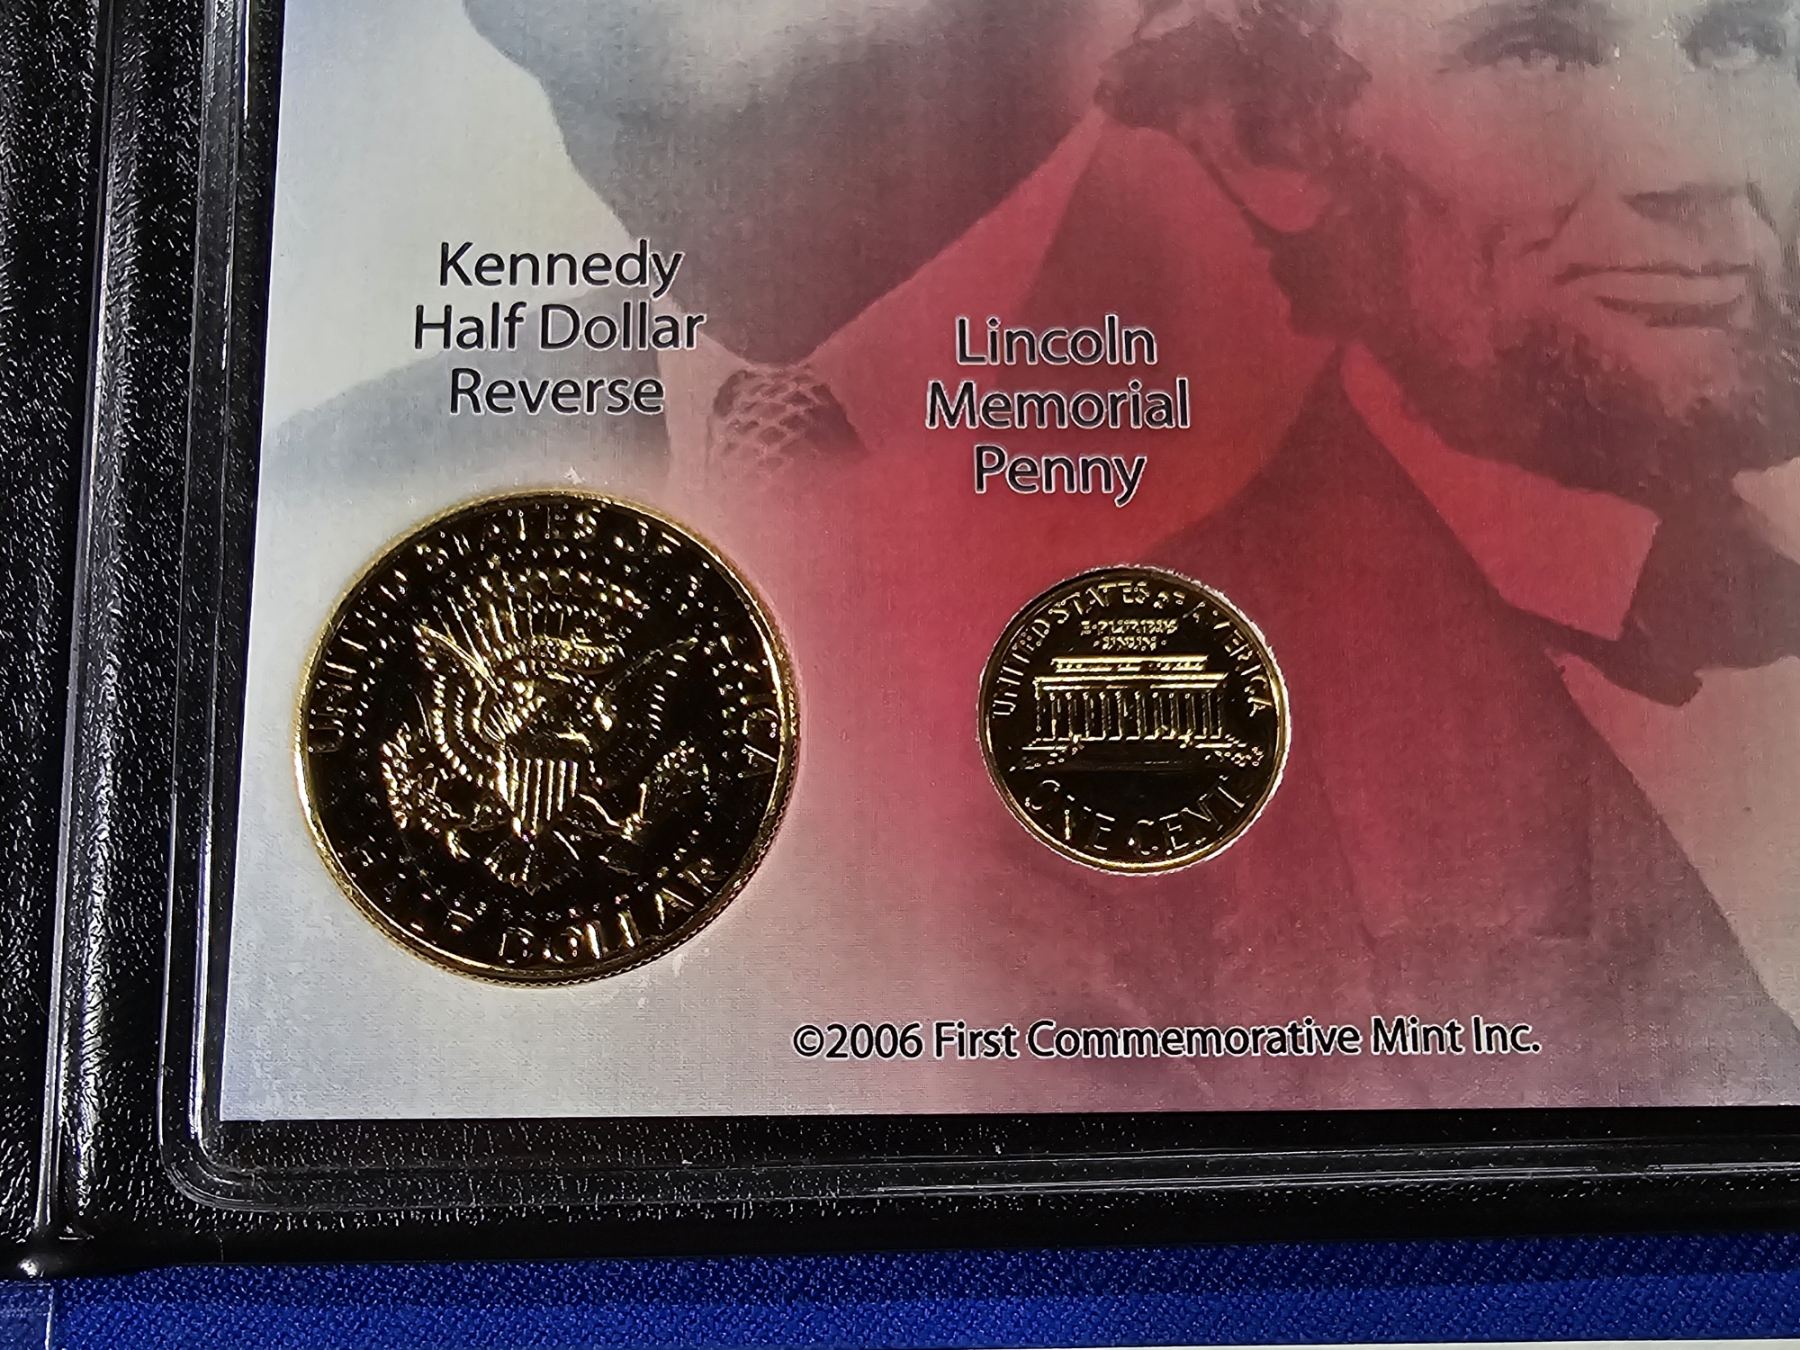 Kennedy
Half Dollar
Reverse
Lincoln
Memorial
Penny
UNITED STATES OF AMERICA
HALF DOLLAR
UNITED STATES OF AMERICA
E·PLURIBUS
·UNUM·
ONE CENT
©2006 First Commemorative Mint Inc.